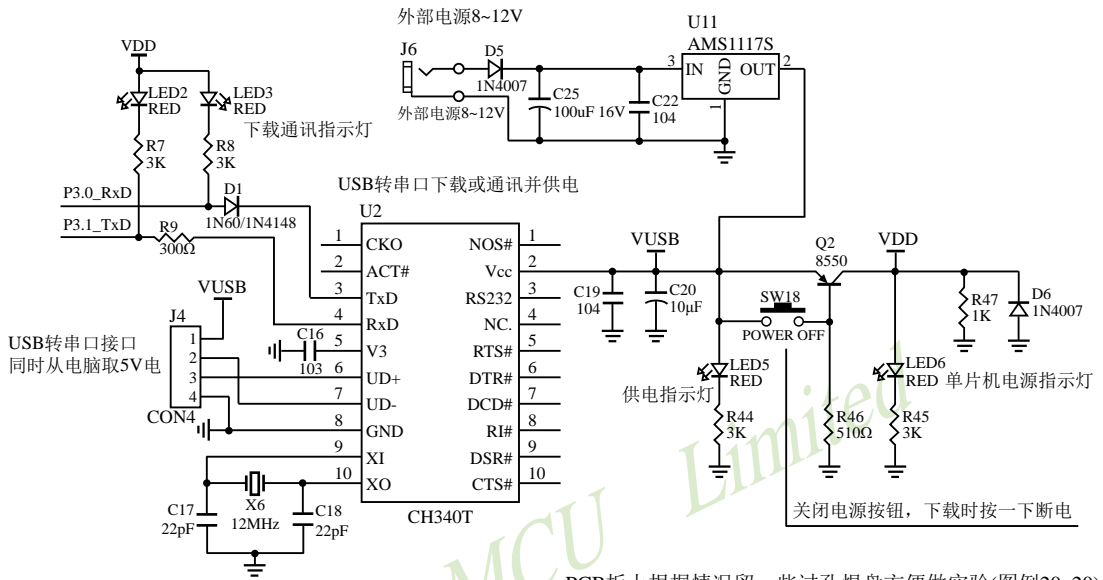 外部电源8~12V
U11
AMS1117S
J6
D5
1N4007
3
IN
GND
OUT
2
1
C25
100uF 16V
C22
104
外部电源8~12V
VDD
LED2
RED
LED3
RED
下载通讯指示灯
R7
3K
R8
3K
P3.0_RxD
D1
1N60/1N4148
P3.1_TxD
R9
300Ω
USB转串口下载或通讯并供电
U2
1
CKO
NOS#
1
2
ACT#
Vcc
2
3
TxD
RS232
3
4
RxD
NC.
4
5
V3
RTS#
5
6
UD+
DTR#
6
7
UD-
DCD#
7
8
GND
RI#
8
9
XI
DSR#
9
10
XO
CTS#
10
CH340T
VUSB
J4
1
2
3
4
CON4
USB转串口接口
同时从电脑取5V电
C16
103
C17
22pF
X6
12MHz
C18
22pF
VUSB
C19
104
C20
10μF
Q2
8550
VDD
SW18
POWER OFF
R47
1K
D6
1N4007
LED5
RED
供电指示灯
R44
3K
R46
510Ω
LED6
RED
单片机电源指示灯
R45
3K
关闭电源按钮，下载时按一下断电
MCU Limited